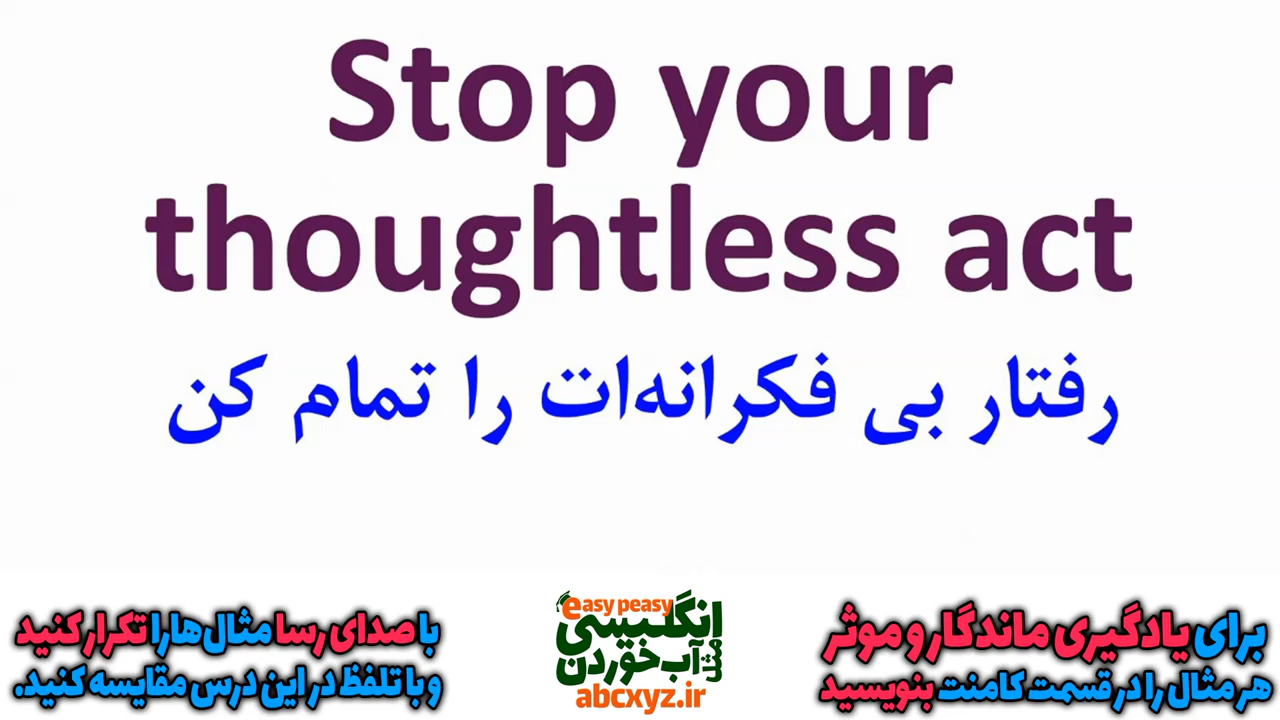 Stop your
thoughtless act
رفتار بی فکرانه‌ات را تمام کن
برای یادگیری ماندگار و موثر
هر مثال را در قسمت کامنت بنویسید
easy peasy
انگلیسی
مثل آب خوردن
abcxyz.ir
با صدای رسا مثال‌ها را تکرار کنید
و با تلفظ در این درس مقایسه کنید.